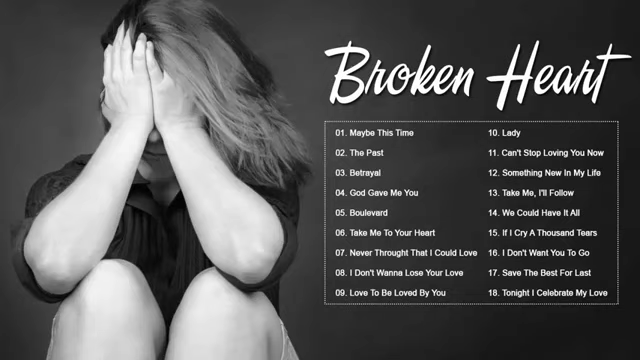 Broken Heart
01. Maybe This Time
02. The Past
03. Betrayal
04. God Gave Me You
05. Boulevard
06. Take Me To Your Heart
07. Never Throught That I Could Love
08. I Don't Wanna Lose Your Love
09. Love To Be Loved By You
10. Lady
11. Can't Stop Loving You Now
12. Something New In My Life
13. Take Me, I'll Follow
14. We Could Have It All
15. If I Cry A Thousand Tears
16. I Don't Want You To Go
17. Save The Best For Last
18. Tonight I Celebrate My Love